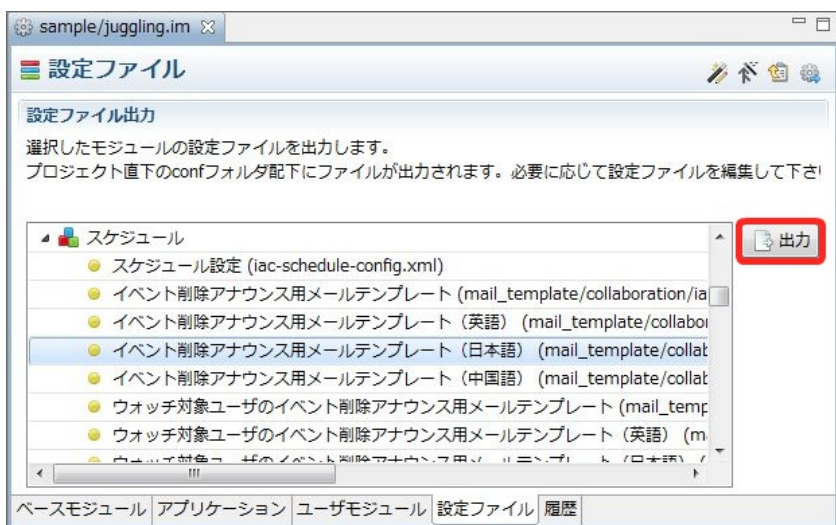 sample/juggling.im
設定ファイル
設定ファイル出力
選択したモジュールの設定ファイルを出力します。
プロジェクト直下のconfフォルダ配下にファイルが出力されます。必要に応じて設定ファイルを編集して下さ
スケジュール
出力
スケジュール設定 (iac-schedule-config.xml)
イベント削除アナウンス用メールテンプレート (mail_template/collaboration/ia
イベント削除アナウンス用メールテンプレート（英語） (mail_template/collabor
イベント削除アナウンス用メールテンプレート（日本語） (mail_template/collab
イベント削除アナウンス用メールテンプレート（中国語） (mail_template/collab
ウォッチ対象ユーザのイベント削除アナウンス用メールテンプレート (mail_temp
ウォッチ対象ユーザのイベント削除アナウンス用メールテンプレート（英語） (m
ベースモジュール アプリケーション ユーザモジュール 設定ファイル 履歴